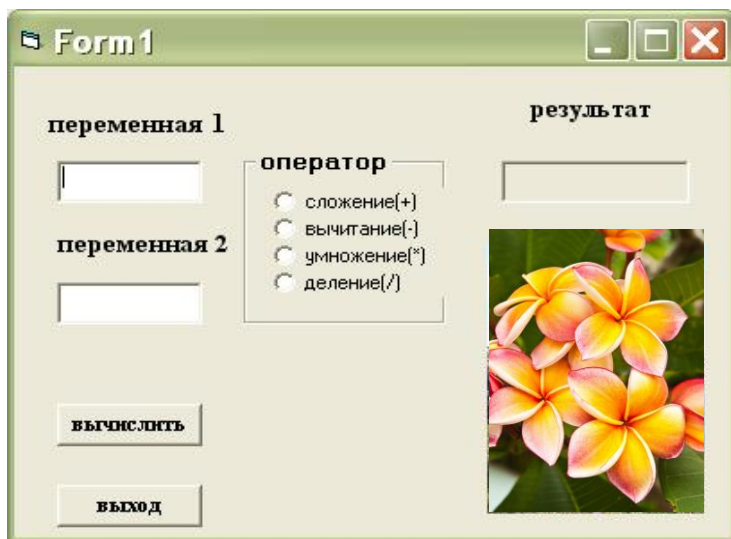 Form1
переменная 1
результат
оператор
сложение(+)
вычитание(-)
умножение(*)
деление(/)
переменная 2
вычислить
выход